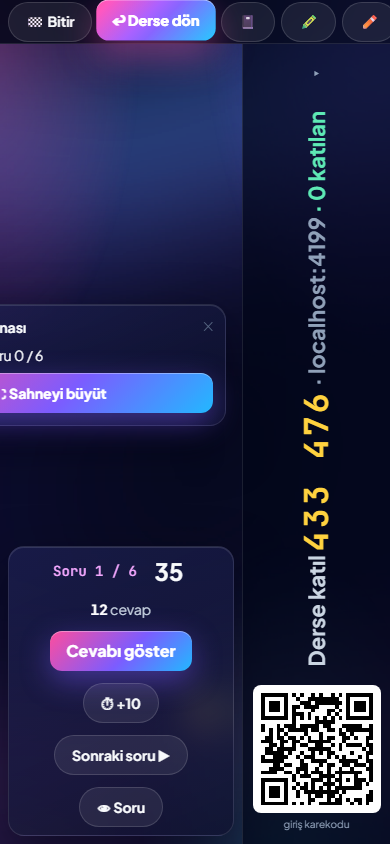 Bitir
Derse dön
nası
ru 0 / 6
Sahneyi büyüt
Soru 1 / 6 35
12 cevap
Cevabı göster
+10
Sonraki soru
Soru
Derse katıl 433 476 · localhost:4199 · 0 katılan
giriş karekodu